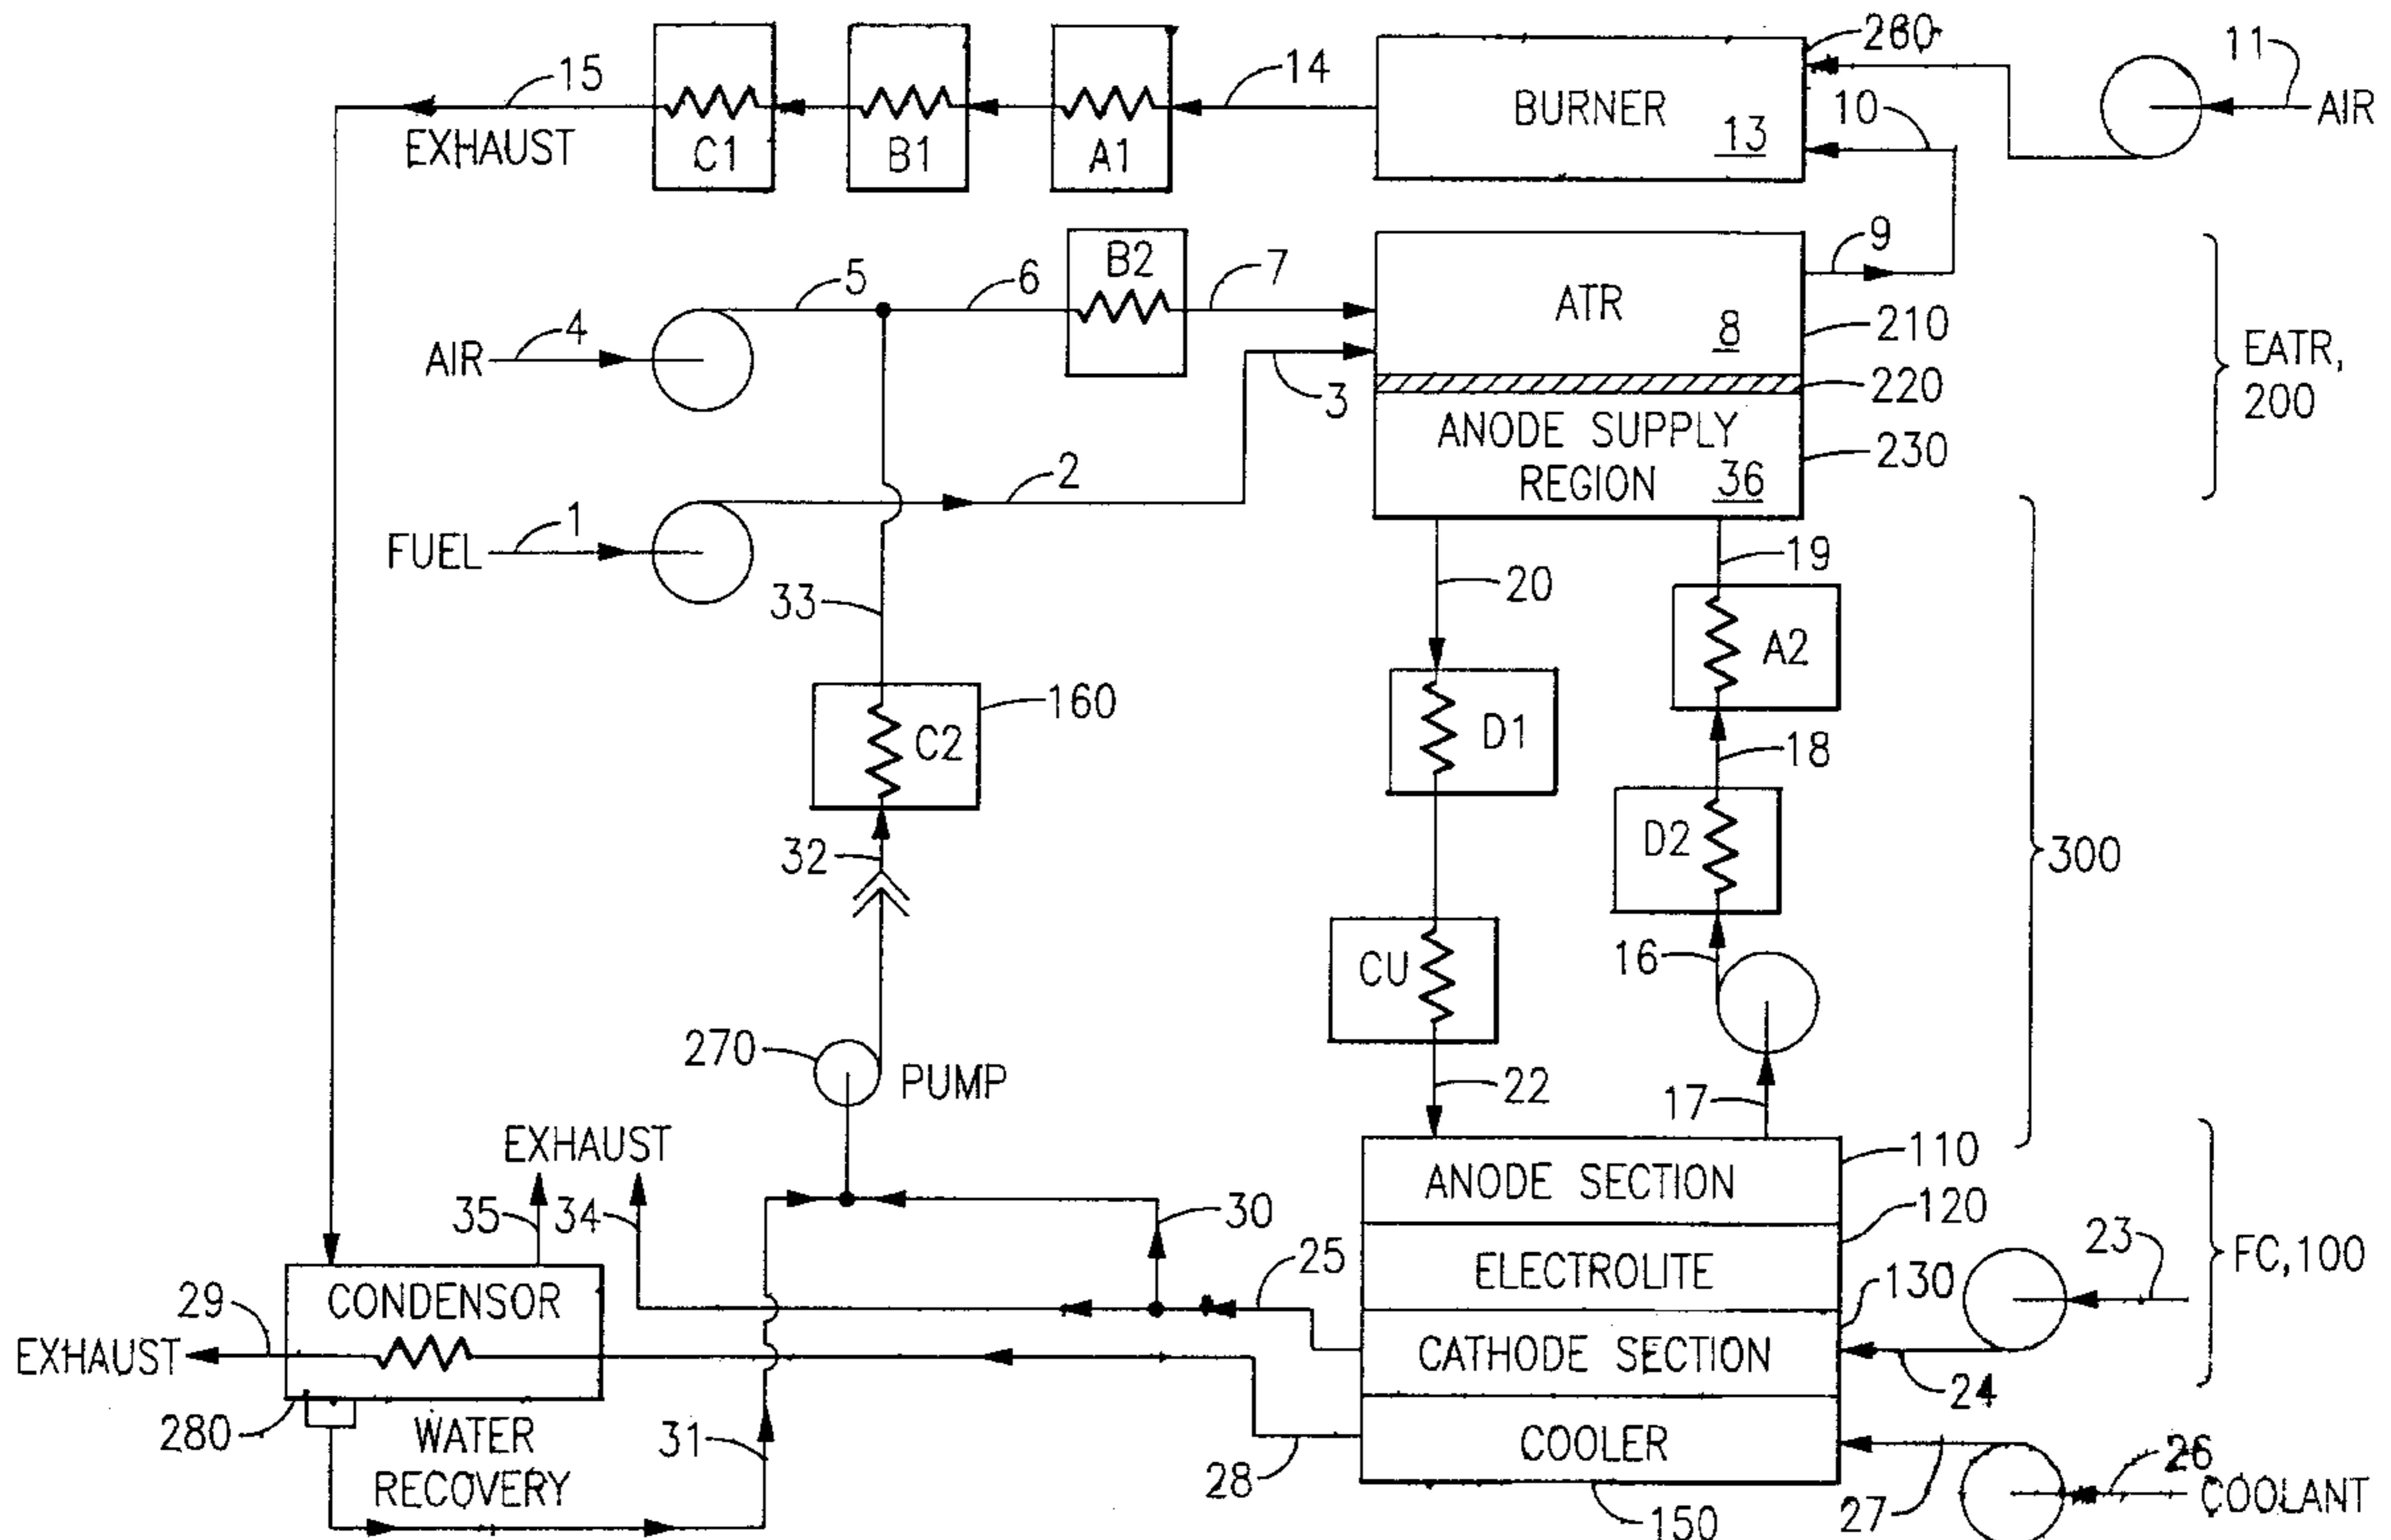 260
11
15
14
10
BURNER
13
AIR
EXHAUST
C1
B1
A1
9
B2
7
5
6
4
ATR
AIR
8
210
EATR,
200
3
220
ANODE SUPPLY
REGION
36
230
2
1
FUEL
19
20
33
A2
160
C2
D1
18
32
D2
300
CU
16
270
PUMP
22
17
EXHAUST
110
ANODE SECTION
35
34
30
120
23
25
ELECTROLITE
130
FC,100
29
CONDENSOR
EXHAUST
CATHODE SECTION
24
280
WATER
RECOVERY
31
28
COOLER
26
COOLANT
27
150